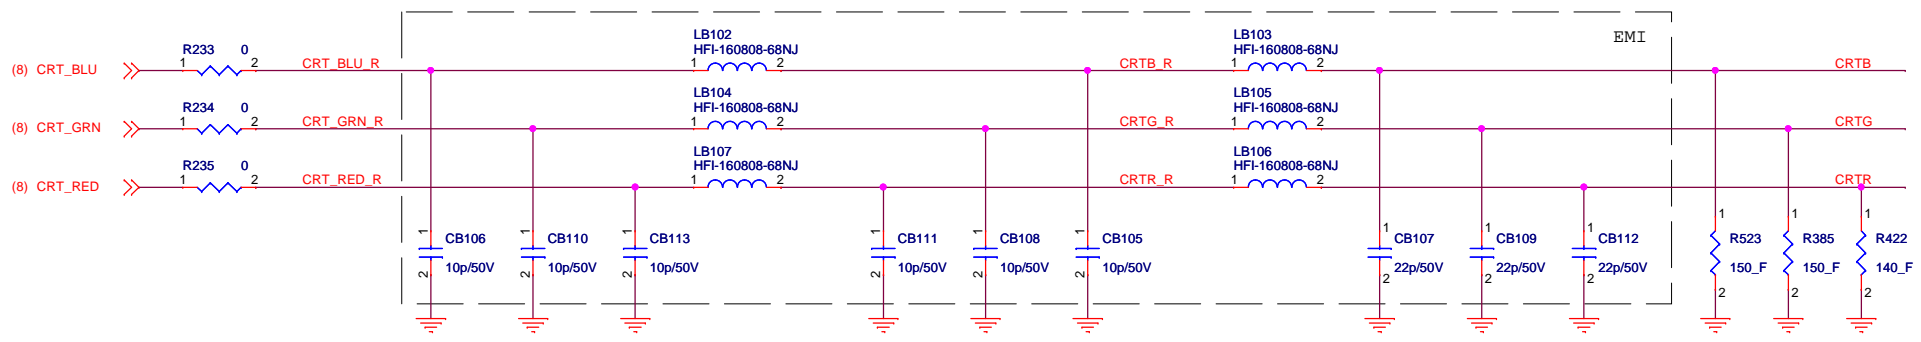 EMI
(8) CRT_BLU
R233 0
1 2
CRT_BLU_R
LB102
HFI-160808-68NJ
1 2
CRTB_R
LB103
HFI-160808-68NJ
1 2
CRTB
(8) CRT_GRN
R234 0
1 2
CRT_GRN_R
LB104
HFI-160808-68NJ
1 2
CRTG_R
LB105
HFI-160808-68NJ
1 2
CRTG
(8) CRT_RED
R235 0
1 2
CRT_RED_R
LB107
HFI-160808-68NJ
1 2
CRTR_R
LB106
HFI-160808-68NJ
1 2
CRTR
1
CB106
10p/50V
2
1
CB110
10p/50V
2
1
CB113
10p/50V
2
1
CB111
10p/50V
2
1
CB108
10p/50V
2
1
CB105
10p/50V
2
1
CB107
22p/50V
2
1
CB109
22p/50V
2
1
CB112
22p/50V
2
1
R523
150_F
2
1
R385
150_F
2
1
R422
140_F
2